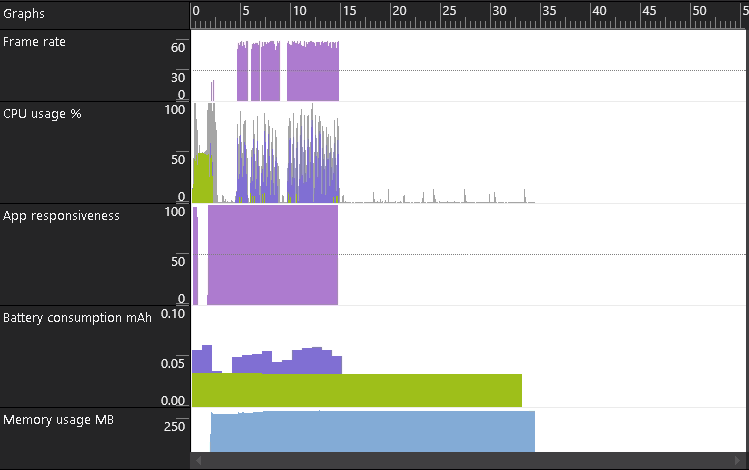 Graphs 0 5 10 15 20 25 30 35 40 45 50 5
Frame rate 60
30
0
CPU usage % 100
50
0
App responsiveness 100
50
0
Battery consumption mAh 0.10
0.05
0.00
Memory usage MB 250